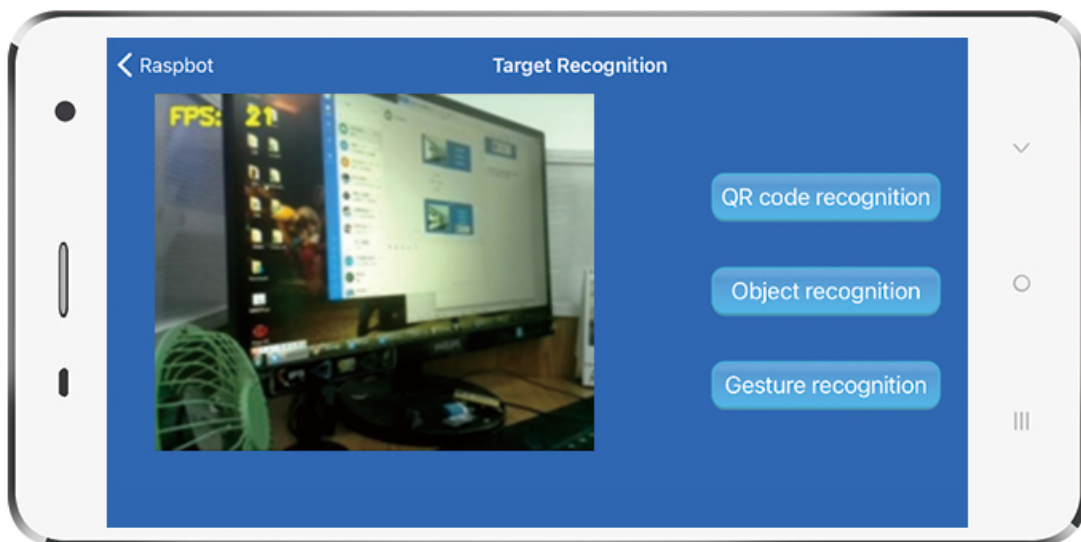 Raspbot
Target Recognition
FPS: 21
QR code recognition
Object recognition
Gesture recognition